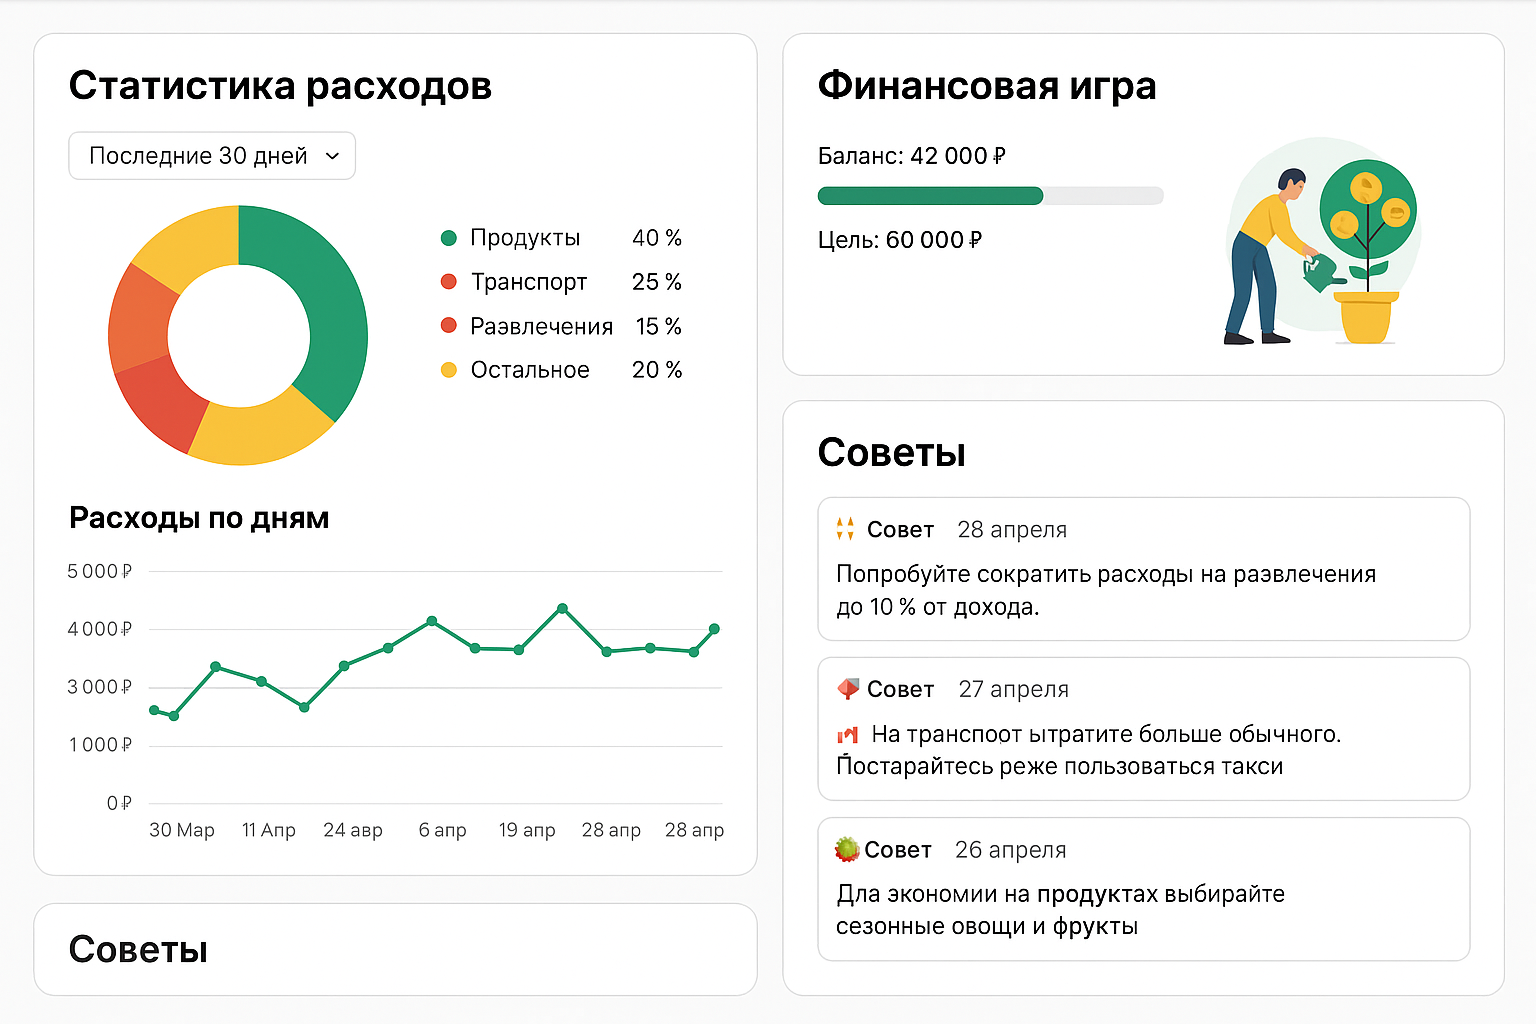 Статистика расходов
Последние 30 дней
Продукты 40 %
Транспорт 25 %
Развлечения 15 %
Остальное 20 %
Расходы по дням
5 000 ₽
4 000 ₽
3 000 ₽
1 000 ₽
0 ₽
30 Мар 11 Апр 24 авр 6 апр 19 апр 28 апр 28 апр
Советы
Финансовая игра
Баланс: 42 000 ₽
Цель: 60 000 ₽
Советы
Совет 28 апреля
Попробуйте сократить расходы на развлечения
до 10 % от дохода.
Совет 27 апреля
На транспоот ытратите больше обычного.
Постарайтесь реже пользоваться такси
Совет 26 апреля
Дла экономии на продуктах выбирайте
сезонные овощи и фрукты